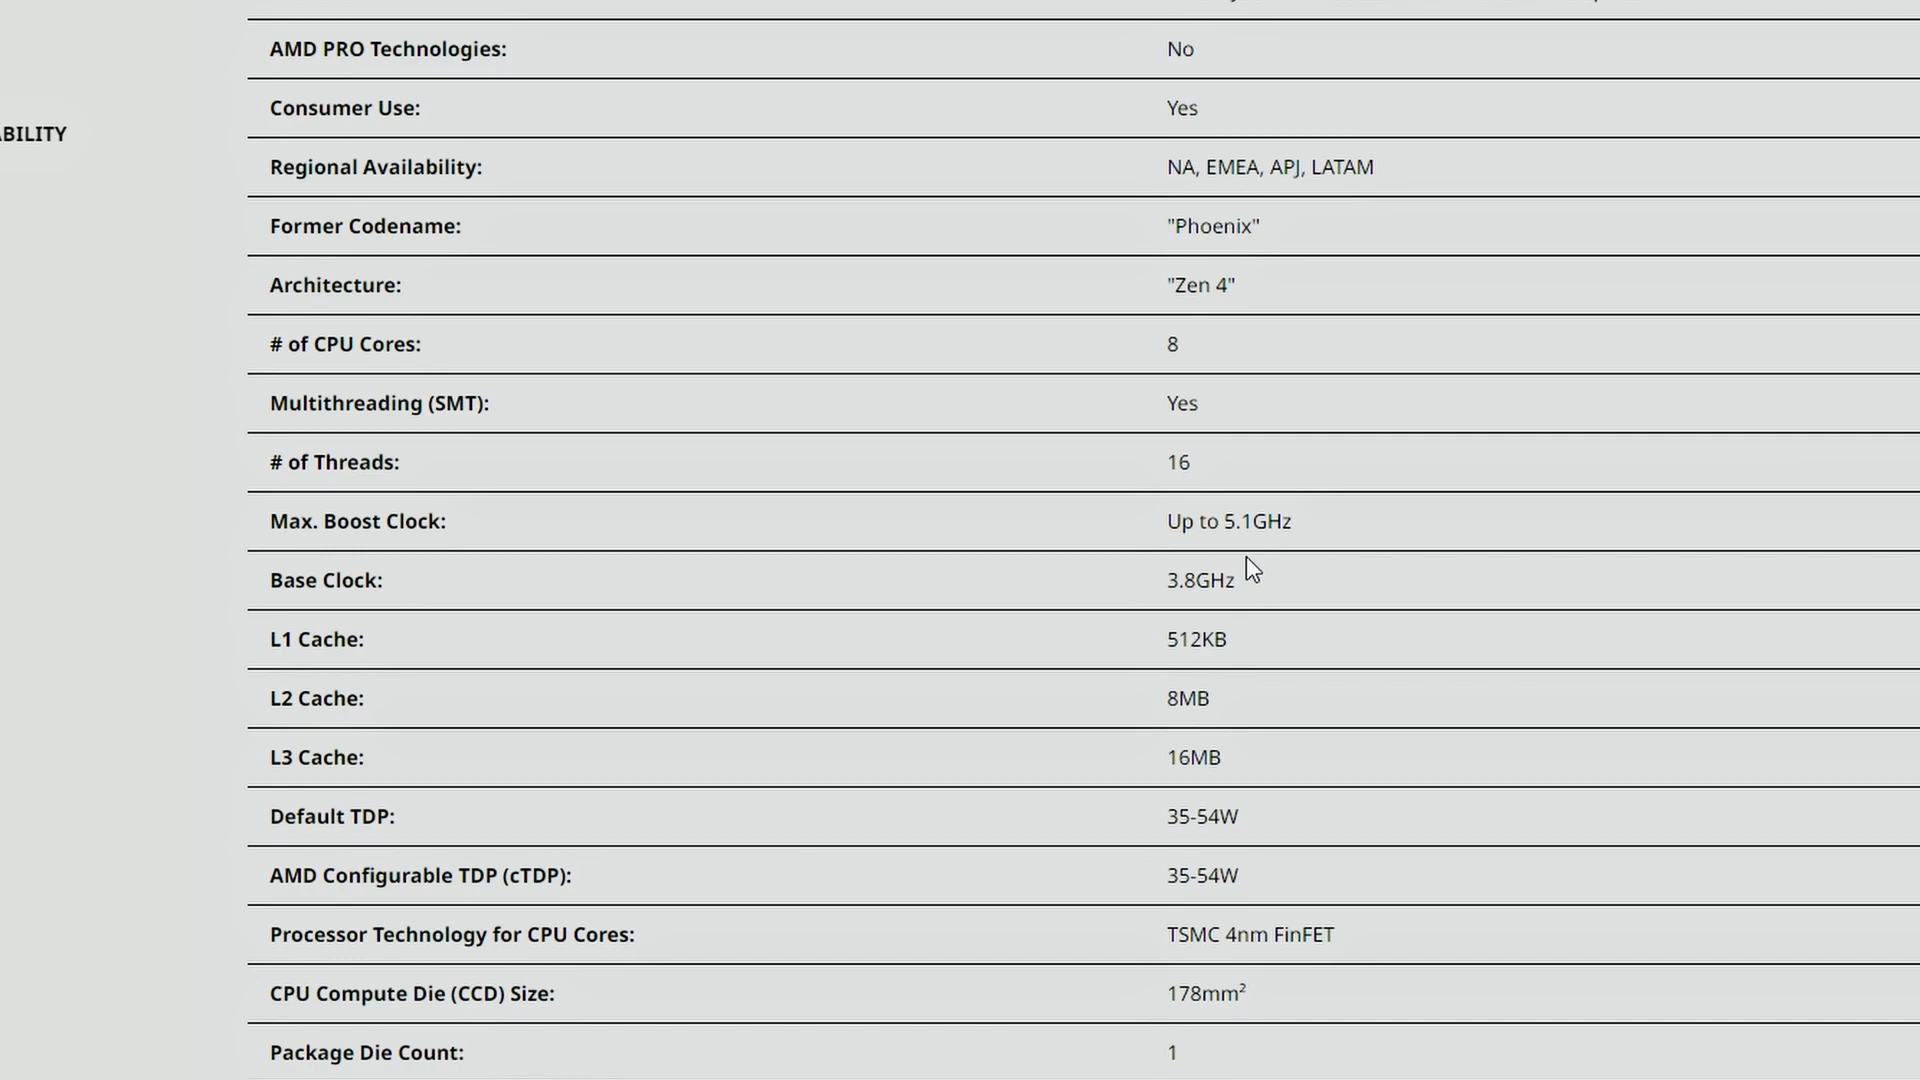 AMD PRO Technologies: No
Consumer Use: Yes
ABILITY
Regional Availability: NA, EMEA, APJ, LATAM
Former Codename: "Phoenix"
Architecture: "Zen 4"
# of CPU Cores: 8
Multithreading (SMT): Yes
# of Threads: 16
Max. Boost Clock: Up to 5.1GHz
Base Clock: 3.8GHz
L1 Cache: 512KB
L2 Cache: 8MB
L3 Cache: 16MB
Default TDP: 35-54W
AMD Configurable TDP (cTDP): 35-54W
Processor Technology for CPU Cores: TSMC 4nm FinFET
CPU Compute Die (CCD) Size: 178mm²
Package Die Count: 1